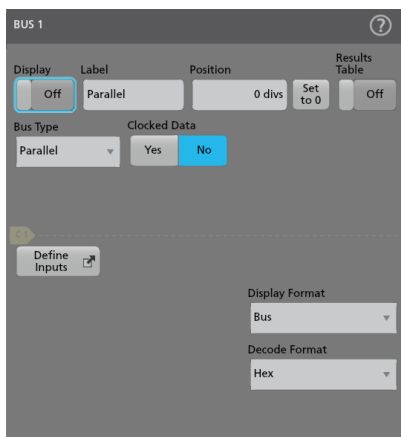 BUS 1
?
Display
Label
Position
Results
Table
Off
Parallel
0 divs
Set
to 0
Off
Bus Type
Clocked Data
Parallel
Yes
No
C1
Define
Inputs
Display Format
Bus
Decode Format
Hex